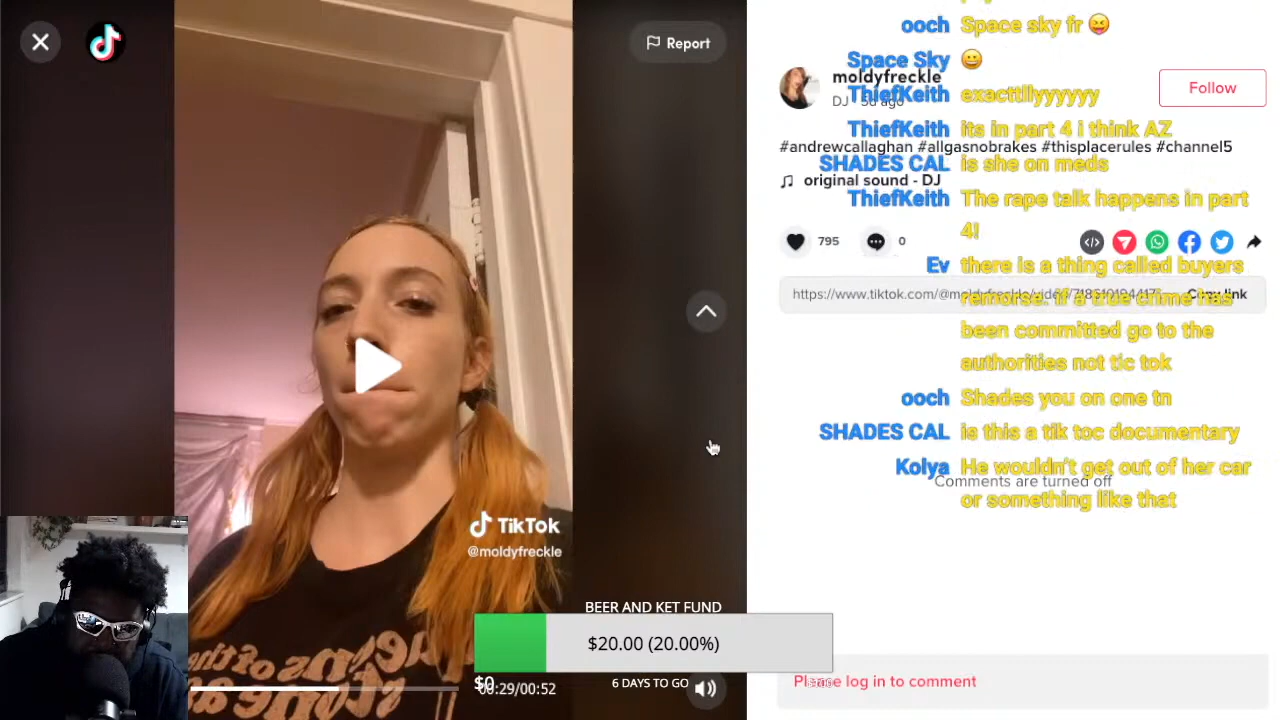 Report
TikTok
@moldyfreckle
00:29/00:52
BEER AND KET FUND
$20.00 (20.00%)
$0
6 DAYS TO GO
moldyfreckle
DJ · 5d ago
Follow
#andrewcallaghan #allgasnobrakes #thisplacerules #channel5
original sound - DJ
795
0
Copy link
Comments are turned off
Please log in to comment
ooch Space sky fr 😝
Space Sky 😀
ThiefKeith exacttllyyyyyy
ThiefKeith its in part 4 i think AZ
SHADES CAL is she on meds
ThiefKeith The rape talk happens in part
4!
Ev there is a thing called buyers
remorse. if a true crime has
been committed go to the
authorities not tic tok
ooch Shades you on one tn
SHADES CAL is this a tik toc documentary
Kolya He wouldn't get out of her car
or something like that